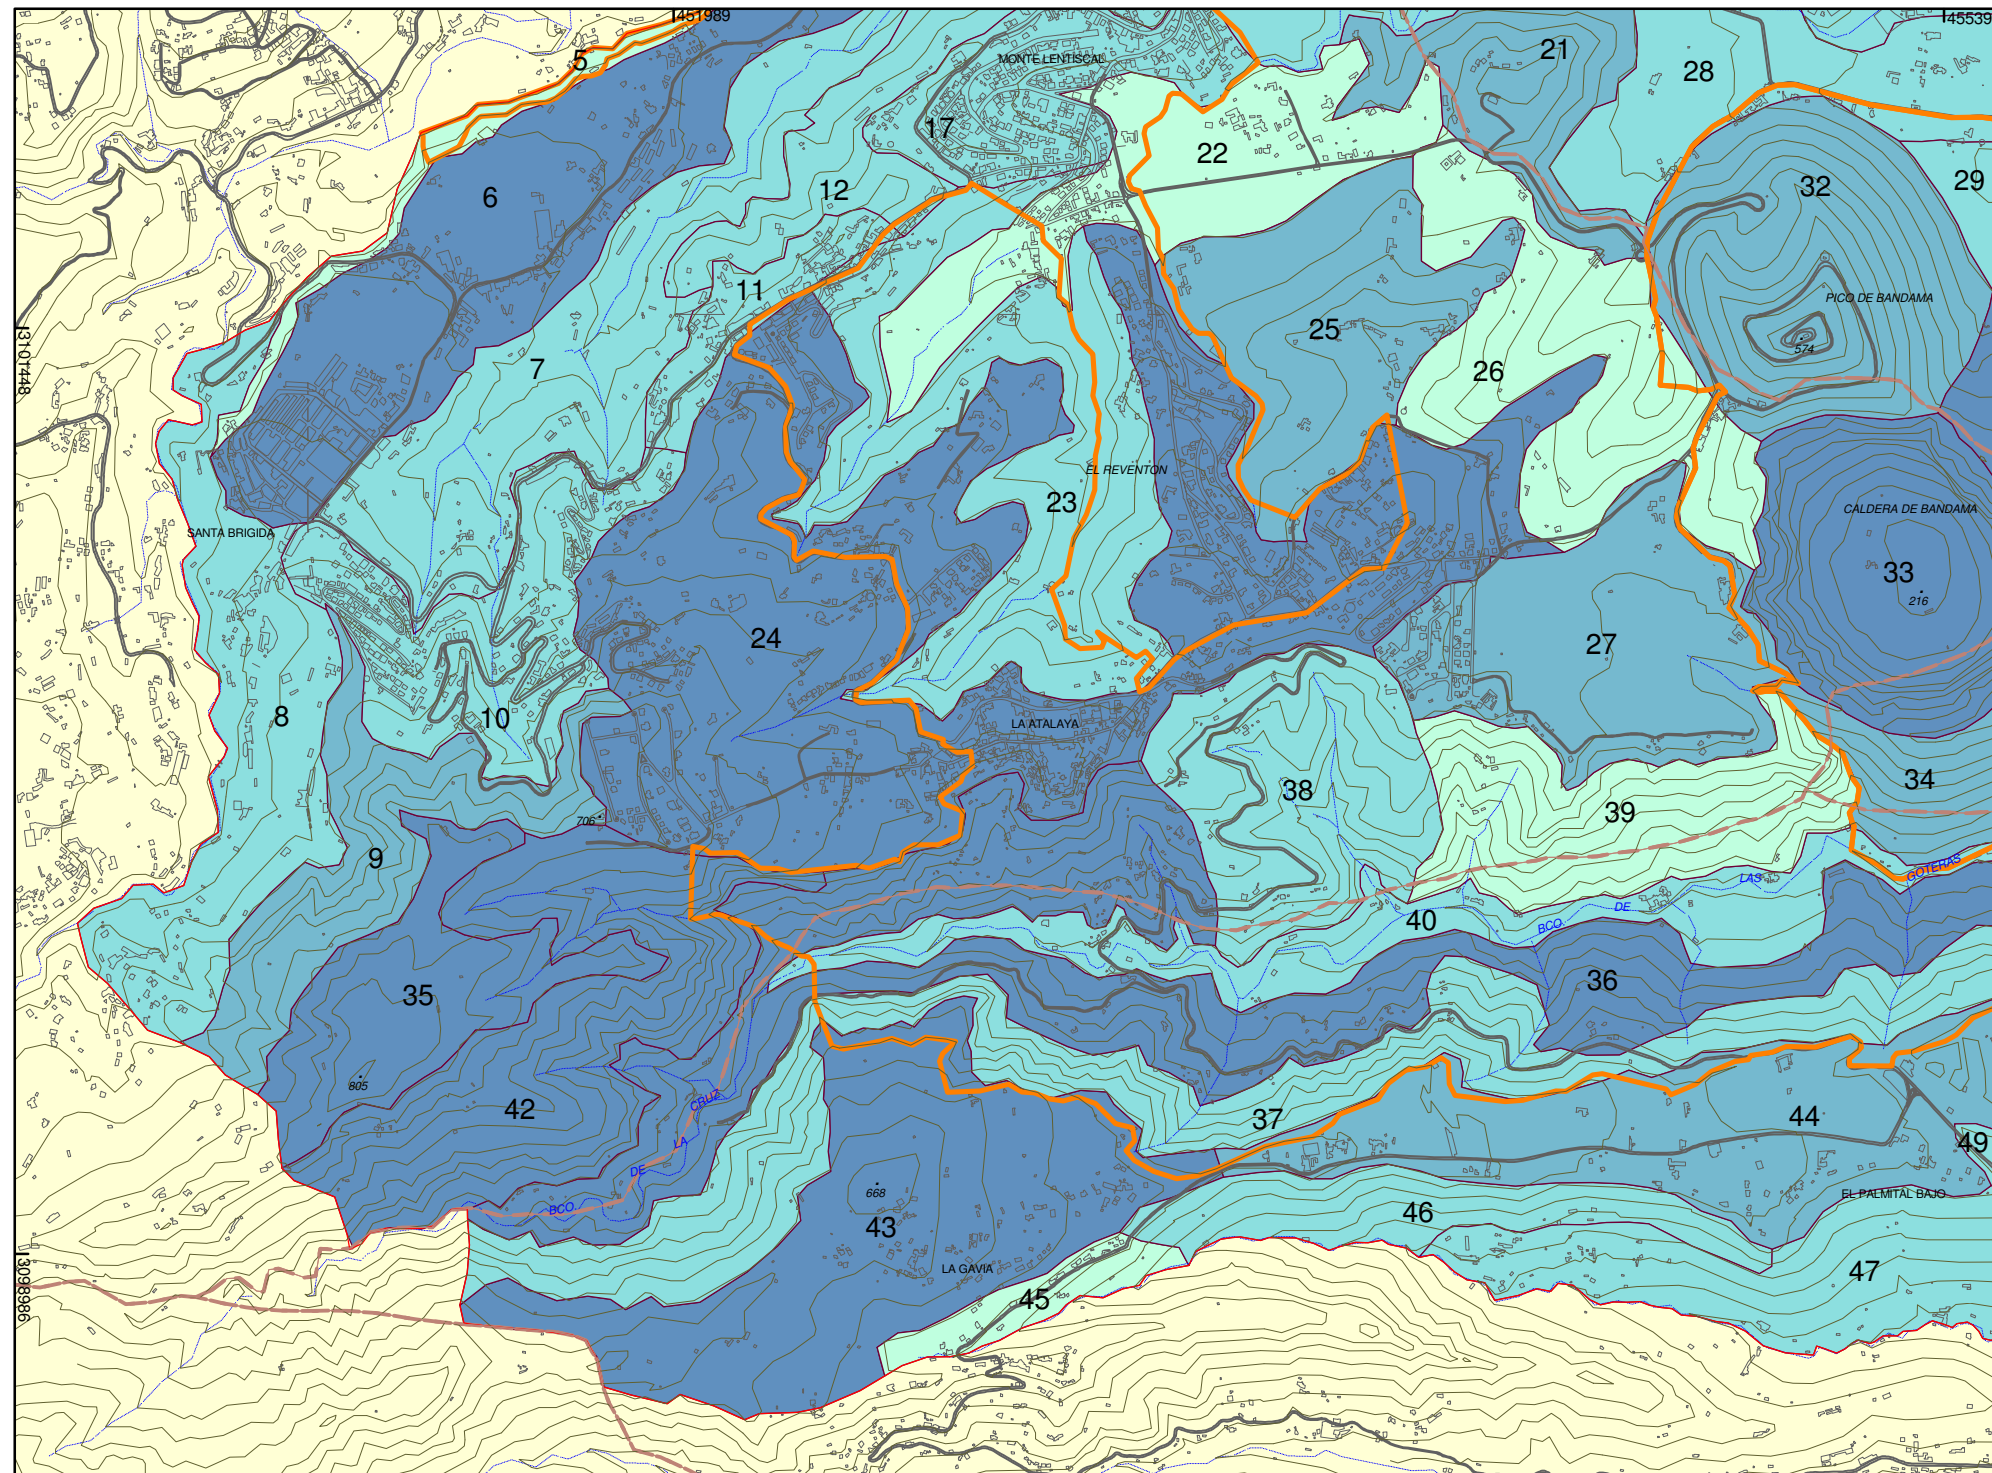 451989
45539
5
MONTE LENTISCAL
21
28
17
22
6
12
32
29
11
PICO DE BANDAMA
574
25
3101448
7
26
EL REVENTON
23
CALDERA DE BANDAMA
SANTA BRIGIDA
33
216
24
27
8
10
LA ATALAYA
38
34
39
706
9
GOTERAS
LAS
DE
BCO.
40
35
36
805
42
CRUZ
LA
DE
BCO.
37
44
49
668
43
EL PALMITAL BAJO
46
LA GAVIA
47
45
3098986